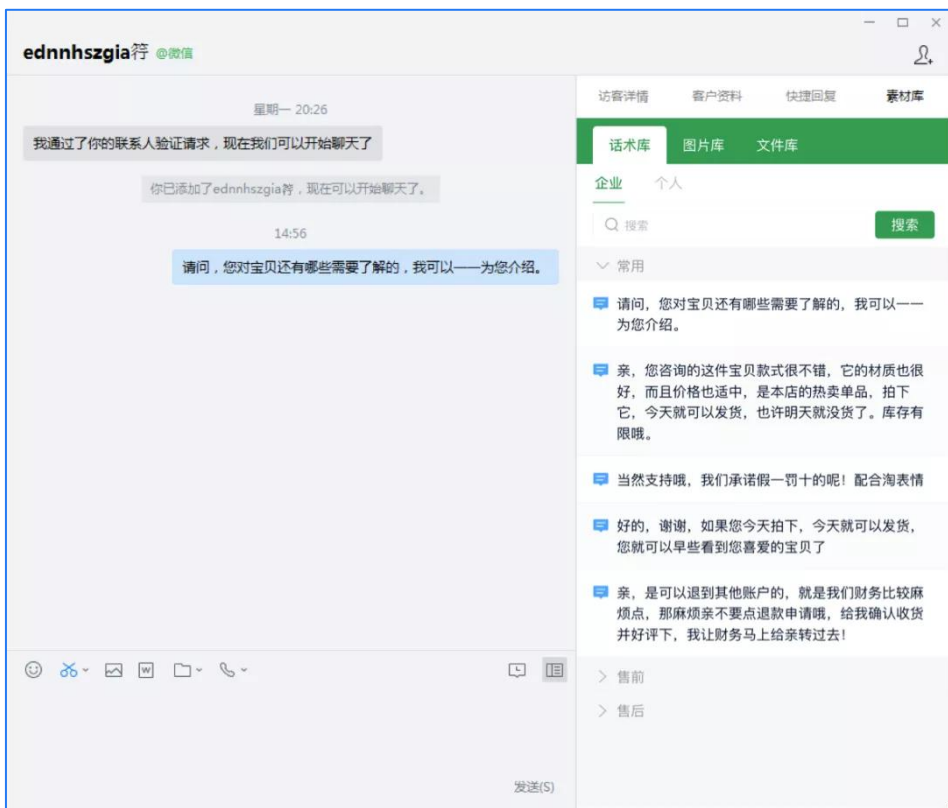 ednnhszgia符 @微信
星期一 20:26
我通过了你的联系人验证请求，现在我们可以开始聊天了
你已添加了ednnhszgia符，现在可以开始聊天了。
14:56
请问，您对宝贝还有哪些需要了解的，我可以一一为您介绍。
发送(S)
访客详情 客户资料 快捷回复 素材库
话术库 图片库 文件库
企业 个人
搜索 搜索
常用
请问，您对宝贝还有哪些需要了解的，我可以一一
为您介绍。
亲，您咨询的这件宝贝款式很不错，它的材质也很
好，而且价格也适中，是本店的热卖单品，拍下
它，今天就可以发货，也许明天就没货了。库存有
限哦。
当然支持哦，我们承诺假一罚十的呢！配合淘表情
好的，谢谢，如果您今天拍下，今天就可以发货，
您就可以早些看到您喜爱的宝贝了
亲，是可以退到其他账户的，就是我们财务比较麻
烦点，那麻烦亲不要点退款申请哦，给我确认收货
并好评下，我让财务马上给亲转过去！
售前
售后